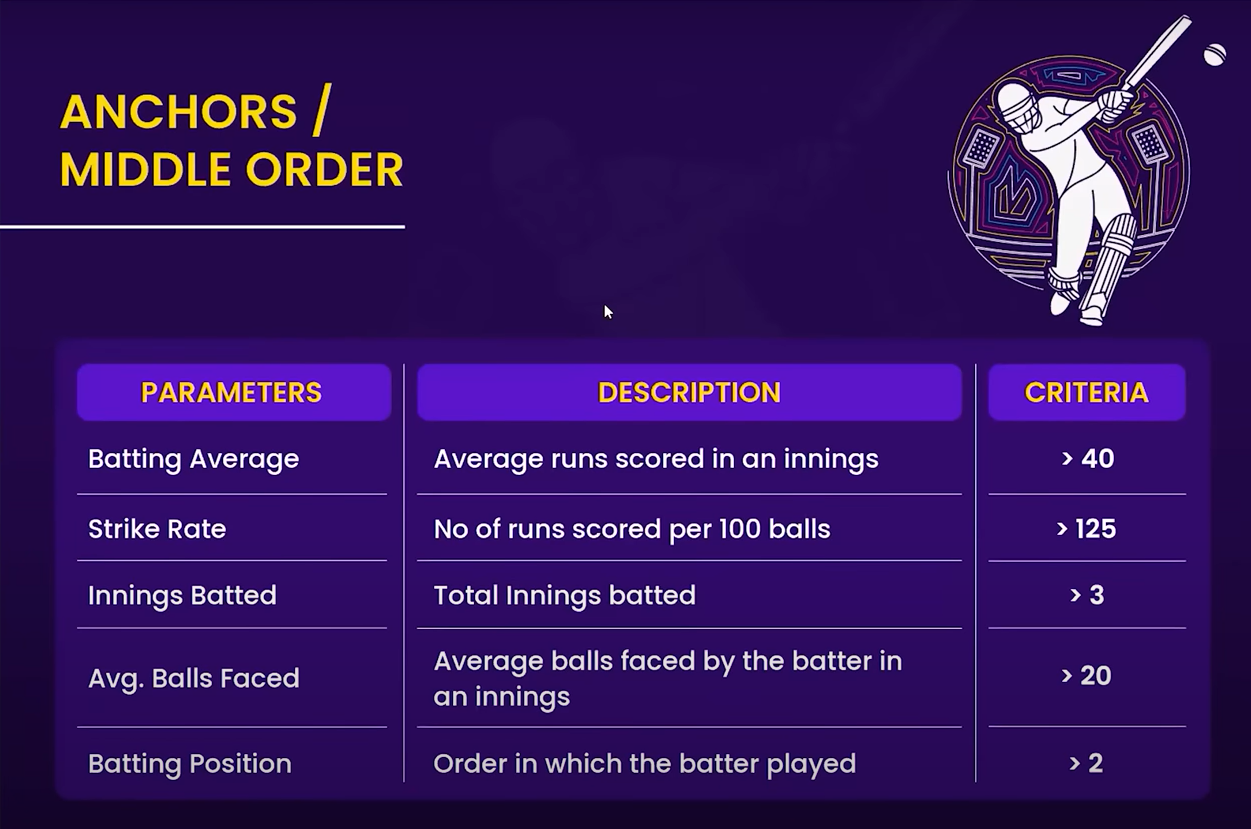 ANCHORS /
MIDDLE ORDER
PARAMETERS DESCRIPTION CRITERIA
Batting Average Average runs scored in an innings > 40
Strike Rate No of runs scored per 100 balls > 125
Innings Batted Total Innings batted > 3
Avg. Balls Faced Average balls faced by the batter in
an innings > 20
Batting Position Order in which the batter played > 2